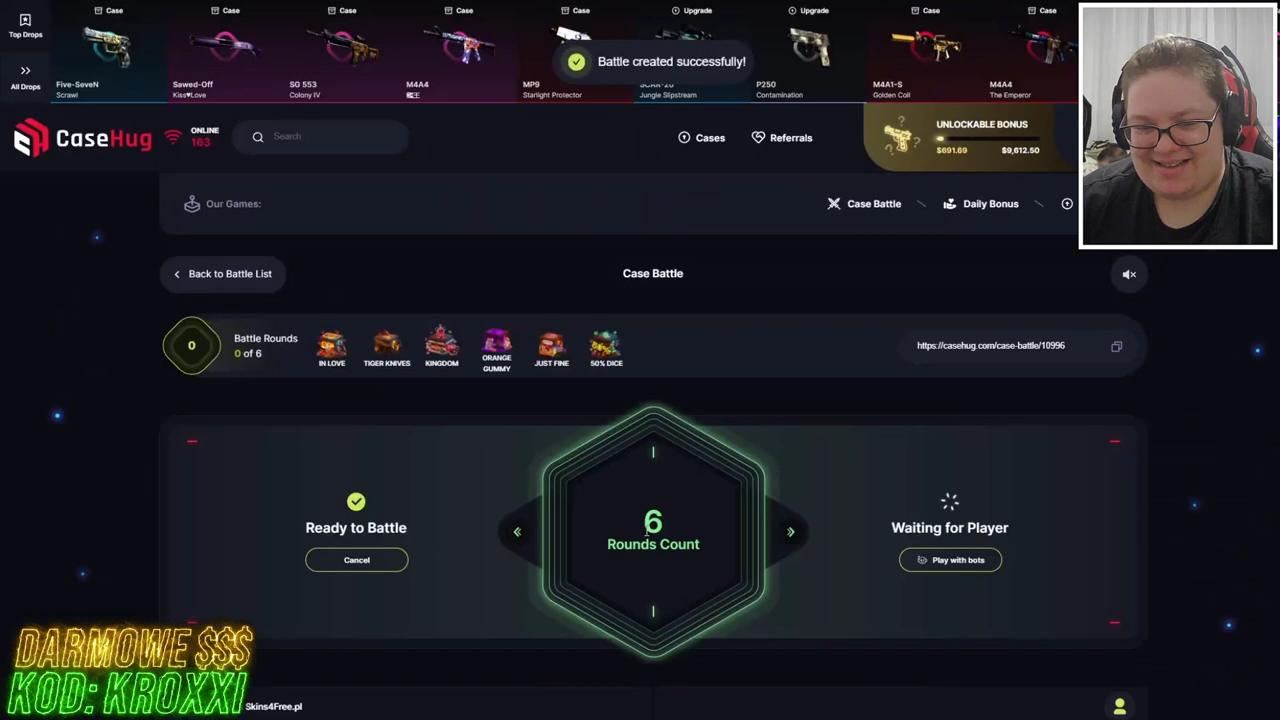 Top Drops
All Drops
Case
Case
Case
Case
Upgrade
Upgrade
Case
Case
Five-SeveN
Scrawl
Sawed-Off
Kiss♥Love
SG 553
Colony IV
M4A4
MP9
Starlight Protector
Jungle Slipstream
P250
Contamination
M4A1-S
Golden Coil
M4A4
The Emperor
Battle created successfully!
CaseHug
ONLINE
163
Search
Cases
Referrals
UNLOCKABLE BONUS
$691.69
$9,612.50
Our Games:
Case Battle
Daily Bonus
Back to Battle List
Case Battle
0
Battle Rounds
0 of 6
IN LOVE
TIGER KNIVES
KINGDOM
ORANGE
GUMMY
JUST FINE
50% DICE
https://casehug.com/case-battle/10996
Ready to Battle
Cancel
6
Rounds Count
Waiting for Player
Play with bots
DARMOWE $$$
KOD: KROXXI
Skins4Free.pl